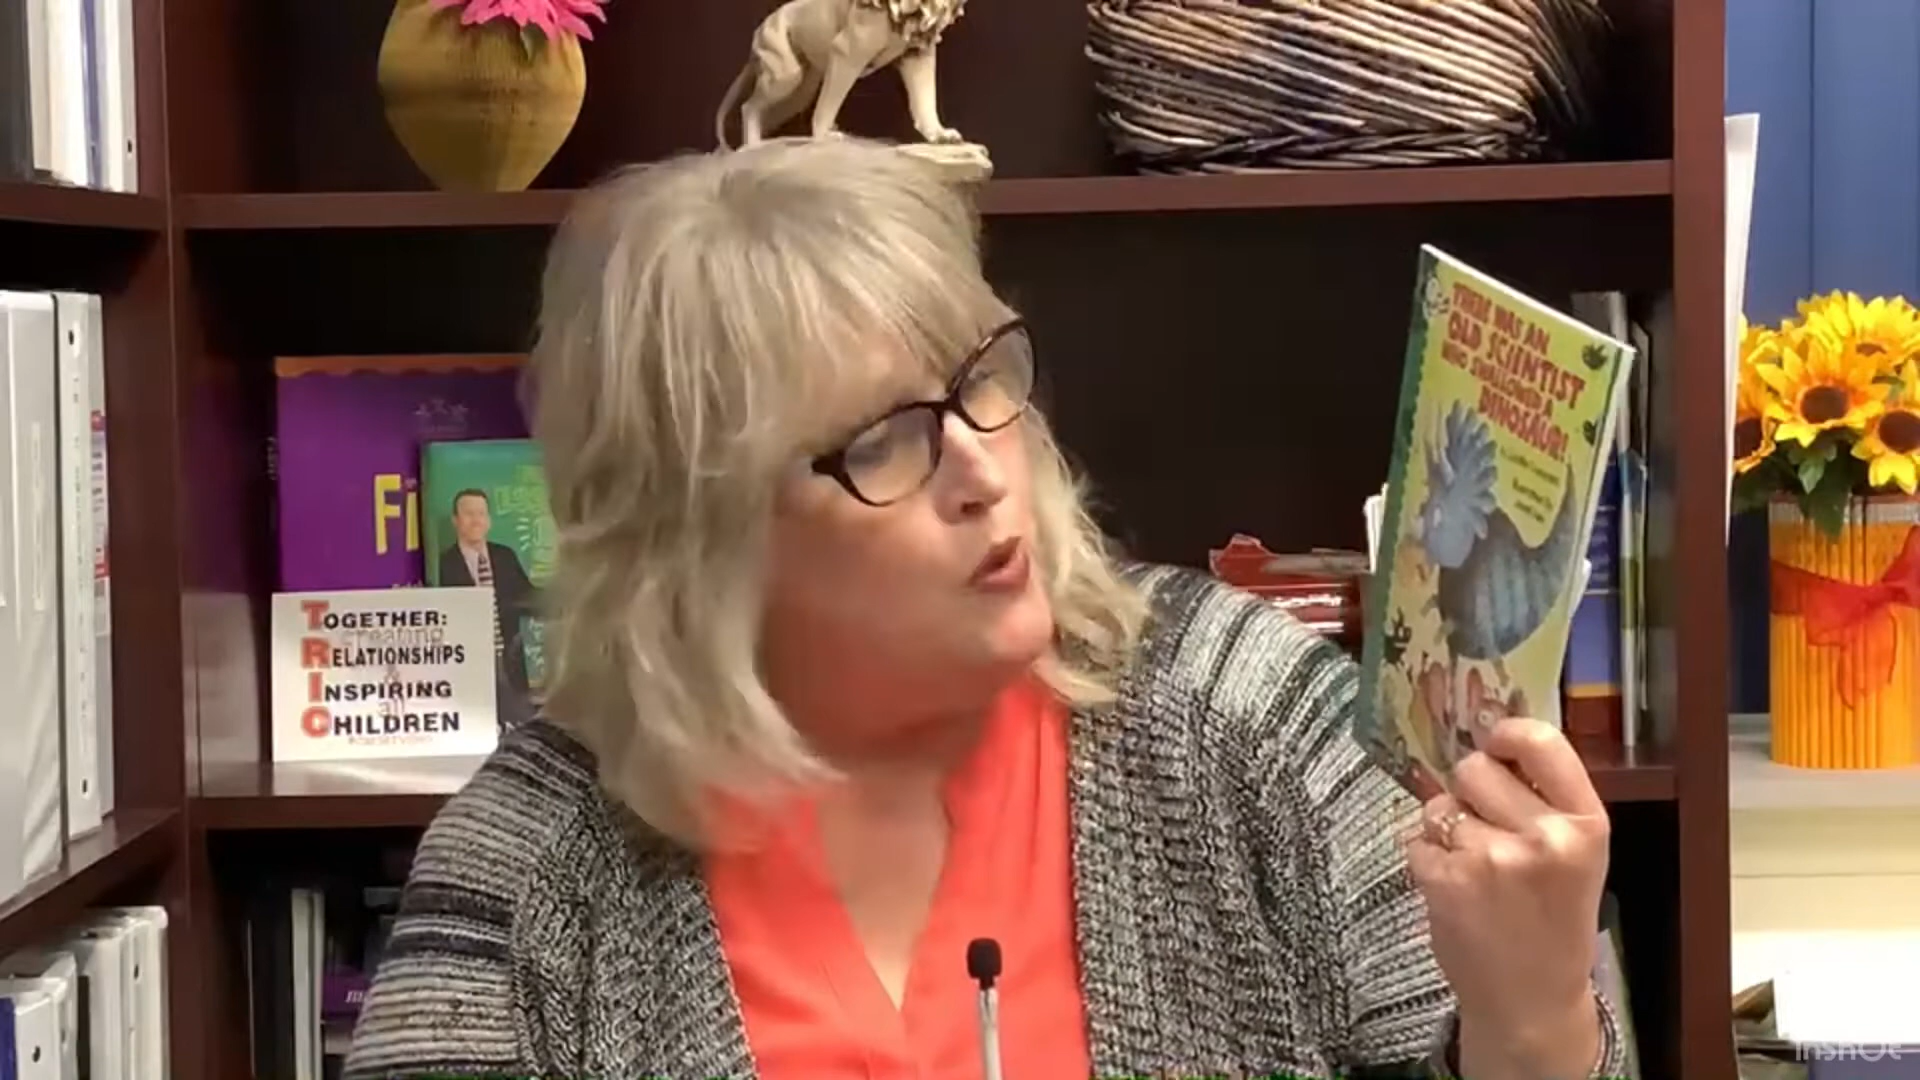 THERE WAS AN
OLD SCIENTIST
WHO SWALLOWED A
DINOSAUR!
Fi
TOGETHER:
creating
RELATIONSHIPS
&
INSPIRING
all
CHILDREN
InShOt